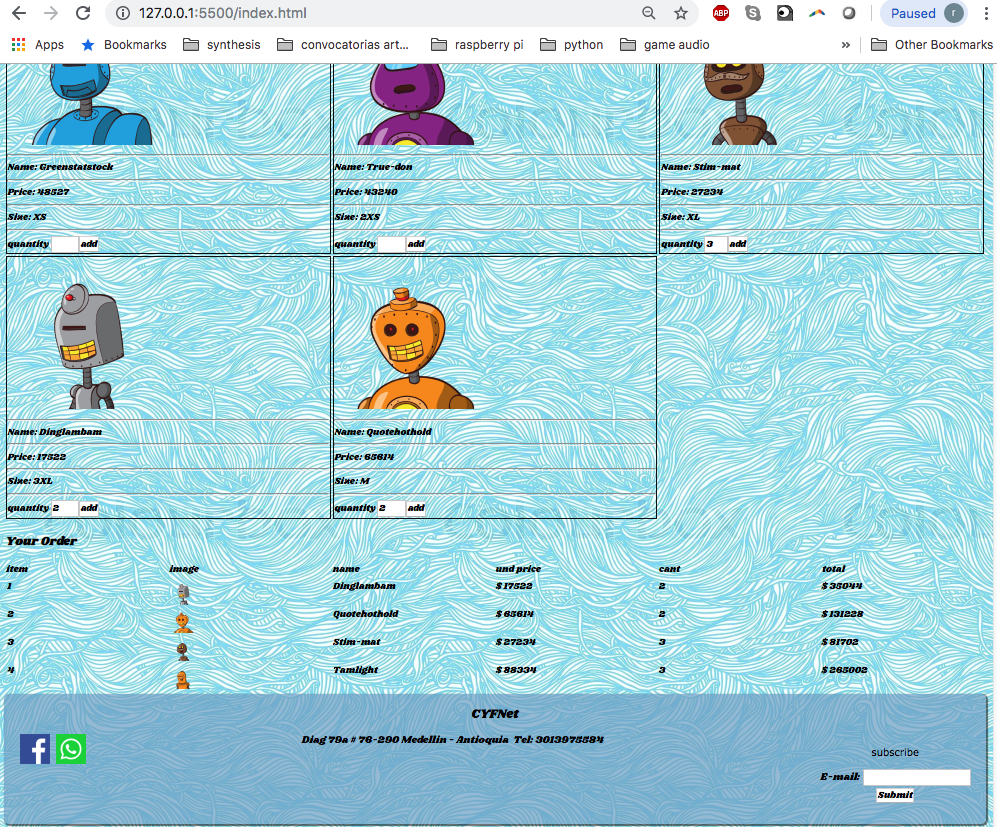 127.0.0.1:5500/index.html
ABP
Paused
r
Apps
Bookmarks
synthesis
convocatorias art...
raspberry pi
python
game audio
»
Other Bookmarks
Name: Greenstatstock
Price: 48527
Size: XS
quantity add
Name: True-don
Price: 43240
Size: 2XS
quantity add
Name: Stim-mat
Price: 27234
Size: XL
quantity 3 add
Name: Dinglambam
Price: 17522
Size: 3XL
quantity 2 add
Name: Quotehothold
Price: 65614
Size: M
quantity 2 add
Your Order
item image name und price cant total
1 Dinglambam $ 17522 2 $ 35044
2 Quotehothold $ 65614 2 $ 131228
3 Stim-mat $ 27234 3 $ 81702
4 Tamlight $ 88334 3 $ 265002
CYFNet
Diag 79a # 76-290 Medellin - Antioquia Tel: 3013975584
subscribe
E-mail:
Submit